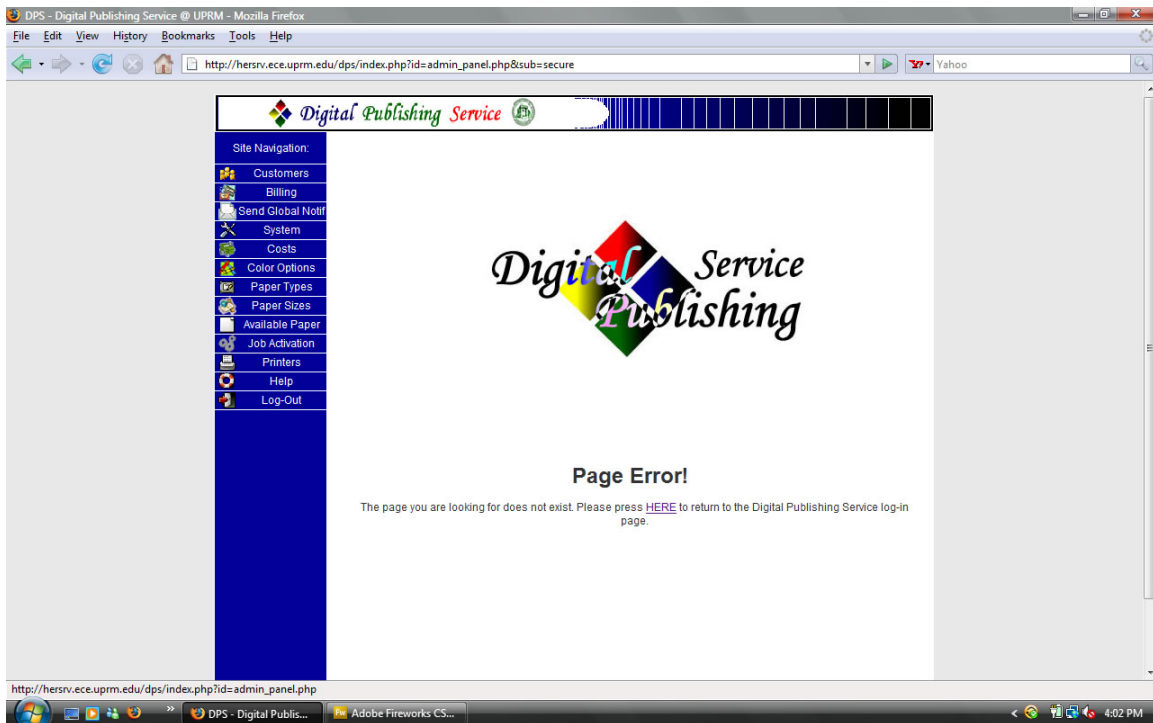 DPS - Digital Publishing Service @ UPRM - Mozilla Firefox
File Edit View History Bookmarks Tools Help
http://hersrv.ece.uprm.edu/dps/index.php?id=admin_panel.php&sub=secure
Yahoo
Digital Publishing Service
Site Navigation:
Customers
Billing
Send Global Notif
System
Costs
Color Options
Paper Types
Paper Sizes
Available Paper
Job Activation
Printers
Help
Log-Out
Digital Service
Publishing
Page Error!
The page you are looking for does not exist. Please press HERE to return to the Digital Publishing Service log-in
page.
http://hersrv.ece.uprm.edu/dps/index.php?id=admin_panel.php
DPS - Digital Publis...
Fw Adobe Fireworks CS...
4:02 PM